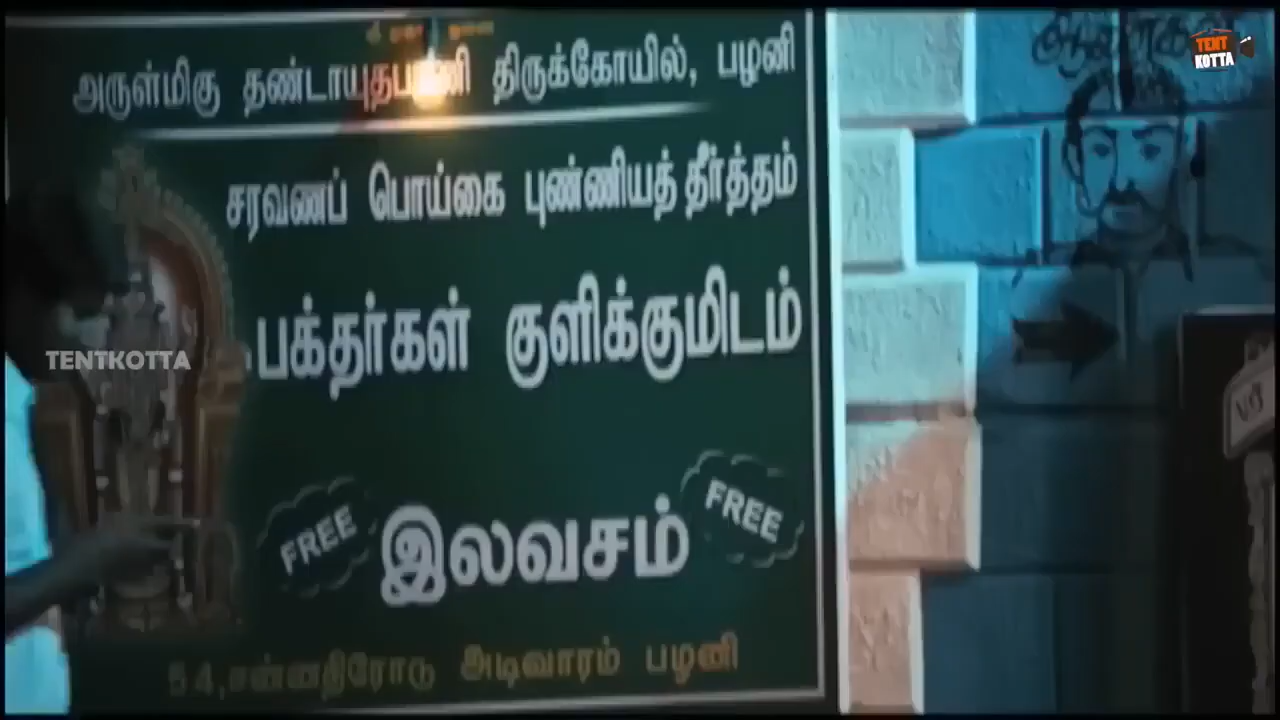 TENT
KOTTA
அருள்மிகு தண்டாயுதபாணி திருக்கோயில், பழனி
சரவணப் பொய்கை புண்ணியத் தீர்த்தம்
பக்தர்கள் குளிக்குமிடம்
TENTKOTTA
FREE இலவசம் FREE
54,சன்னதிரோடு அடிவாரம் பழனி